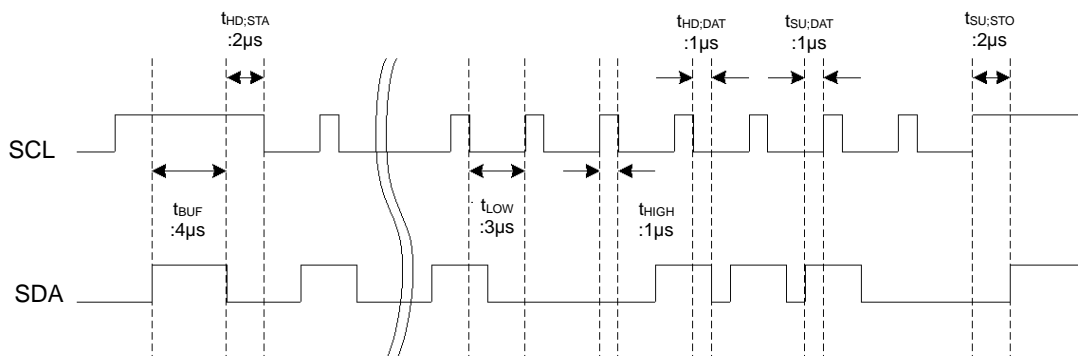 tHD;STA
:2µs
tHD;DAT
:1µs
tSU;DAT
:1µs
tSU;STO
:2µs
SCL
tBUF
:4µs
tLOW
:3µs
tHIGH
:1µs
SDA